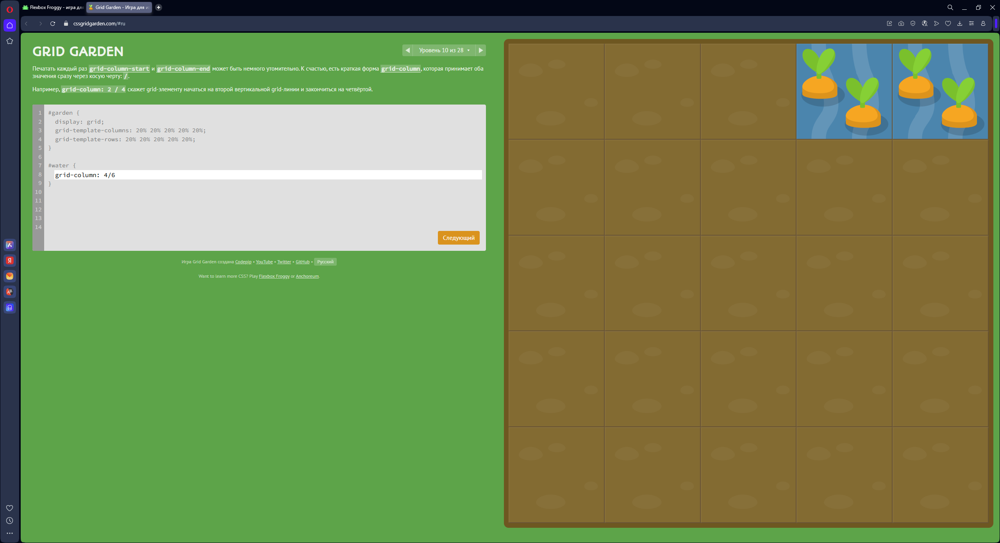 Flexbox Froggy - игра для
Grid Garden - Игра для из
cssgridgarden.com/#ru
GRID GARDEN
Уровень 10 из 28
Печатать каждый раз grid-column-start и grid-column-end может быть немного утомительно. К счастью, есть краткая форма grid-column, которая принимает оба
значения сразу через косую черту: /.
Например, grid-column: 2 / 4 скажет grid-элементу начаться на второй вертикальной grid-линии и закончиться на четвёртой.
1 #garden {
2 display: grid;
3 grid-template-columns: 20% 20% 20% 20% 20%;
4 grid-template-rows: 20% 20% 20% 20% 20%;
5 }
6
7 #water {
8 grid-column: 4/6
9 }
10
11
12
13
14
Следующий
Игра Grid Garden создана Codepip • YouTube • Twitter • GitHub • Русский
Want to learn more CSS? Play Flexbox Froggy or Anchoreum.